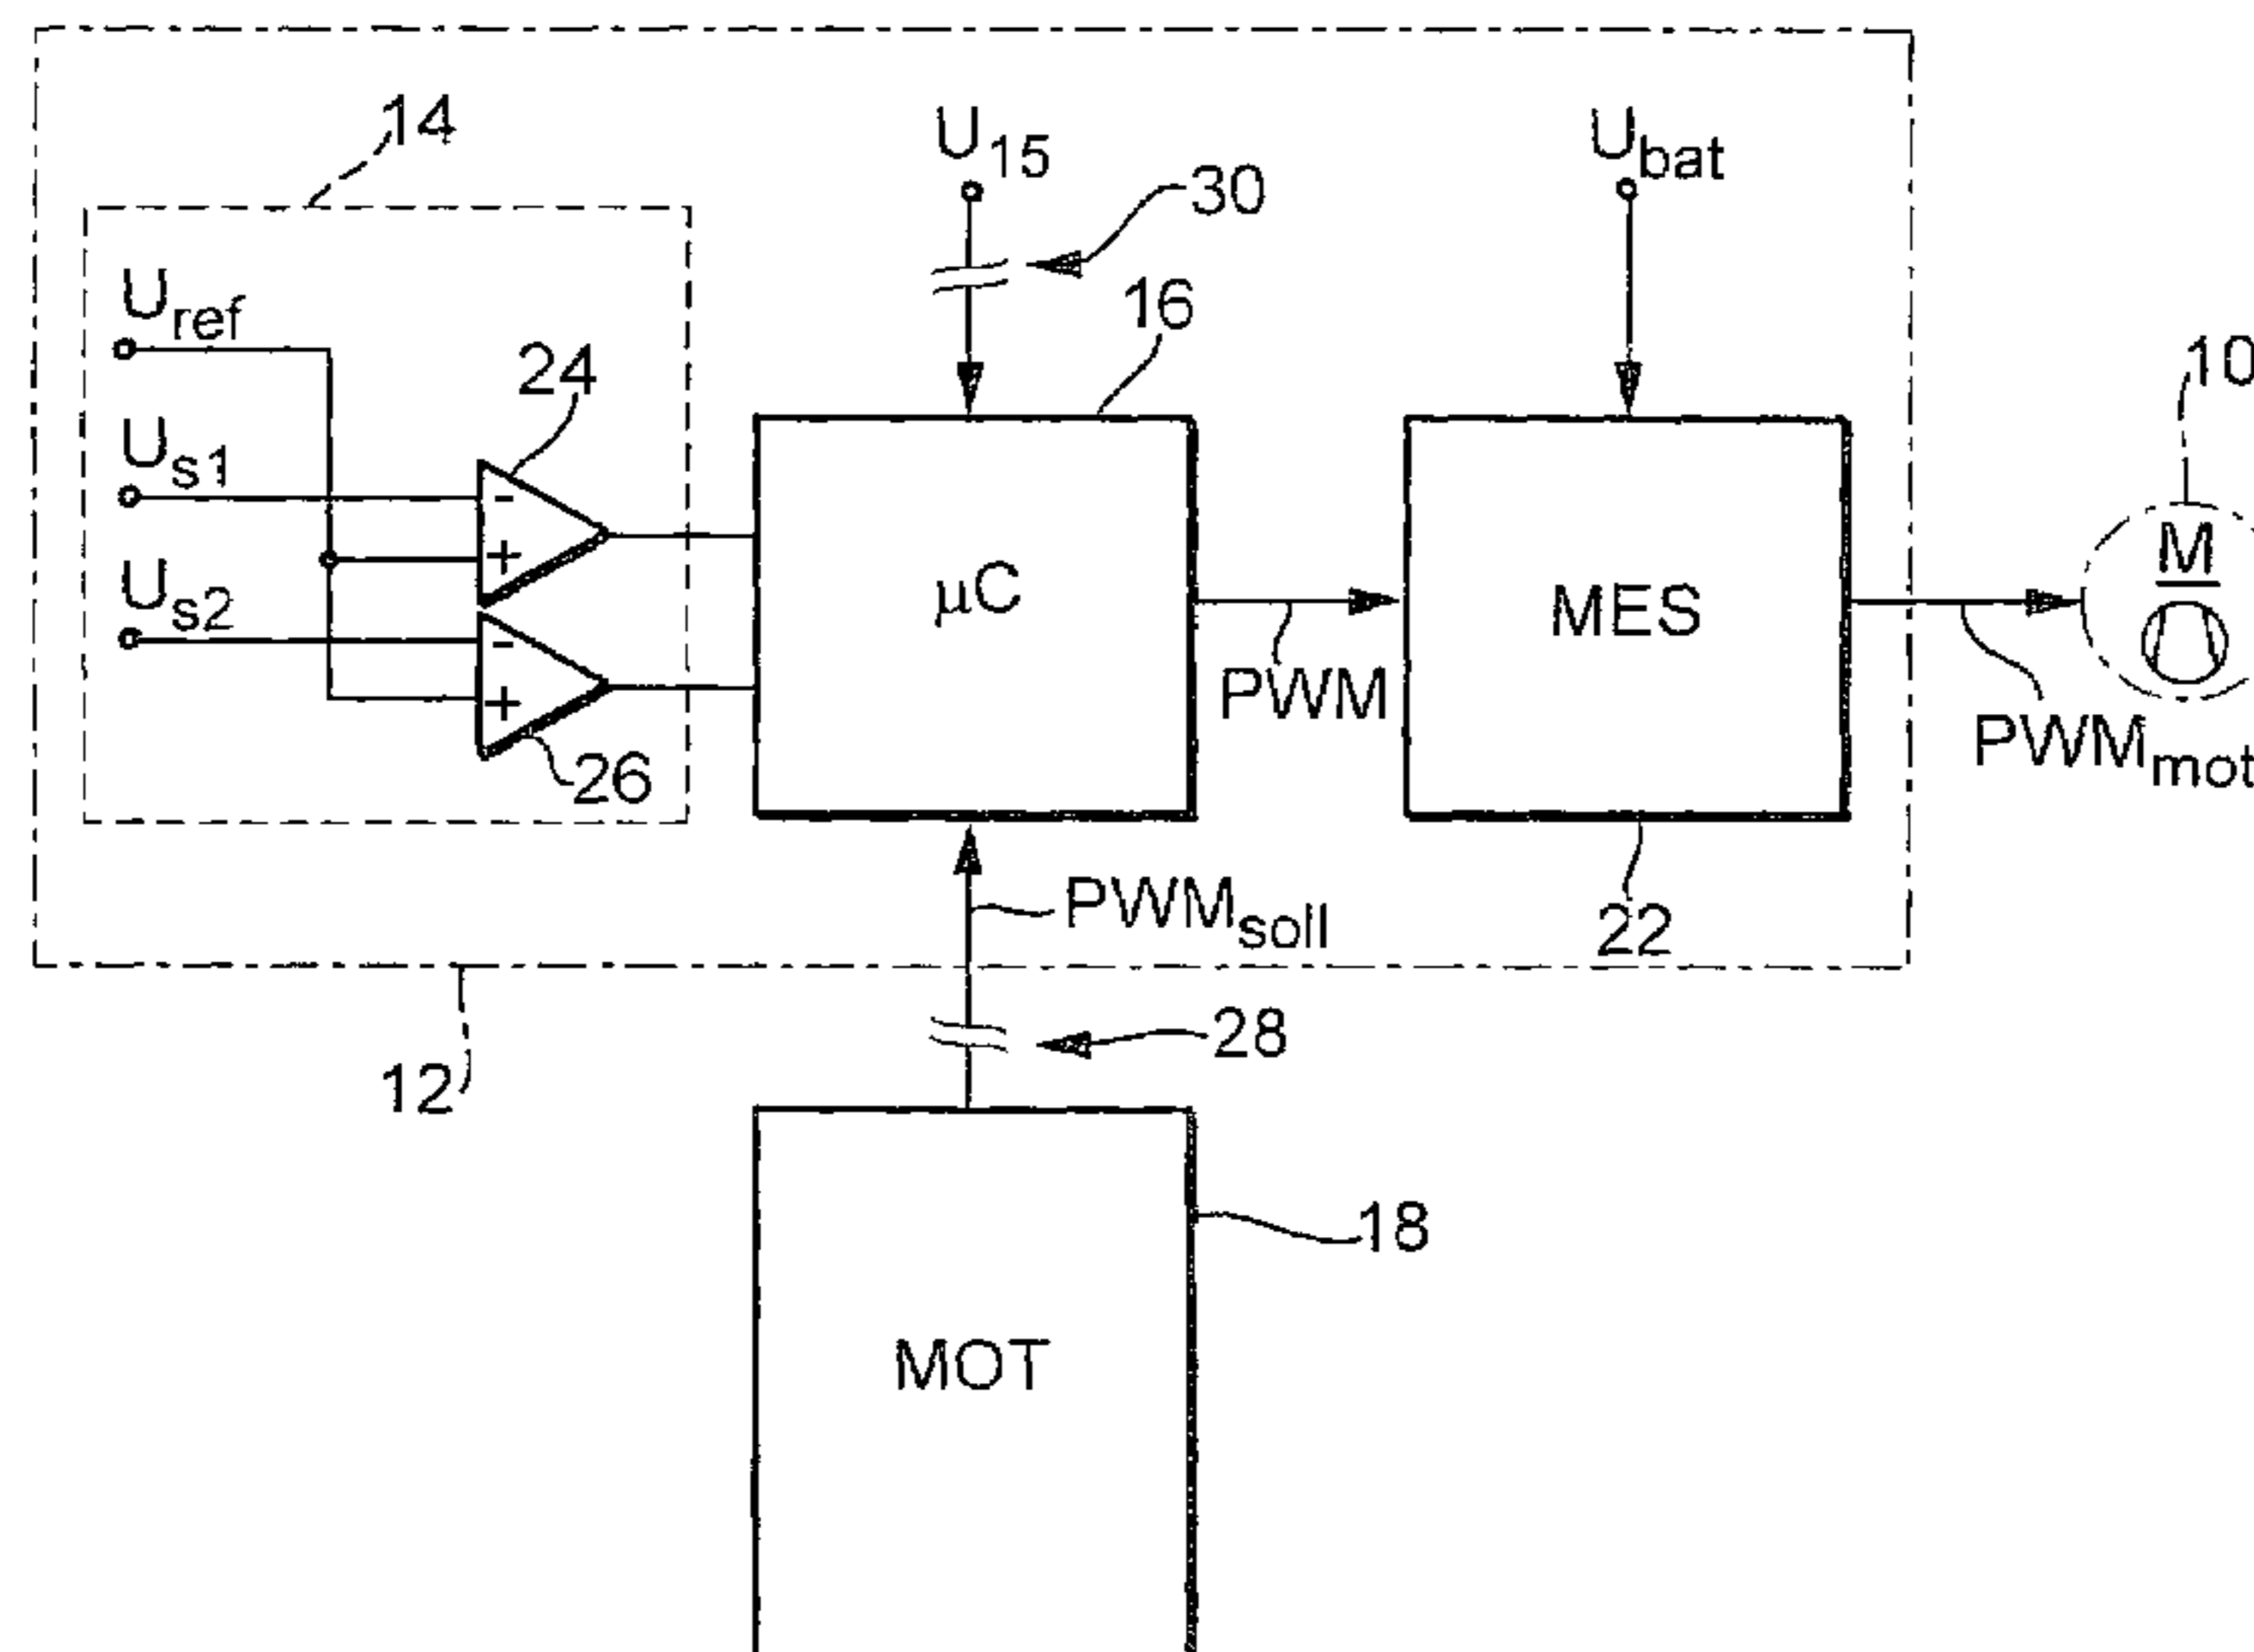 14
U15
Ubat
30
Uref
16
24
10
Us1
M
Us2
μC
MES
PWM
PWMmot
26
PWMsoll
22
28
12
18
MOT
-
+
-
+